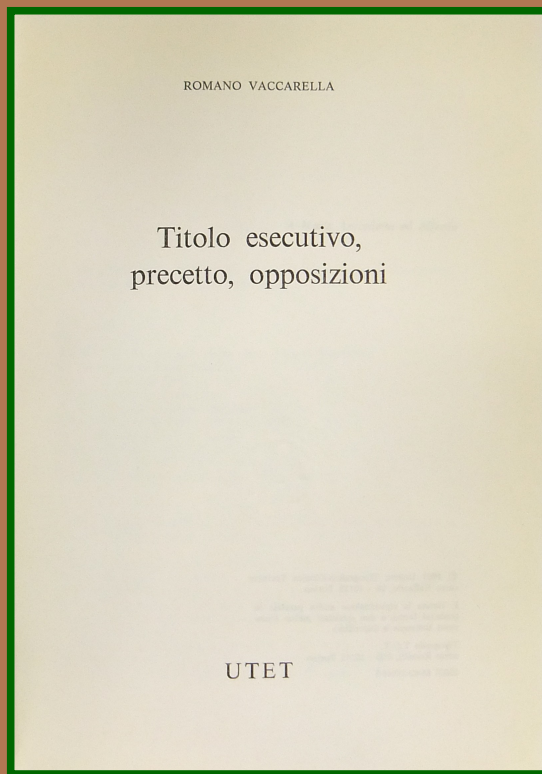 ROMANO VACCARELLA
Titolo esecutivo,
precetto, opposizioni
UTET